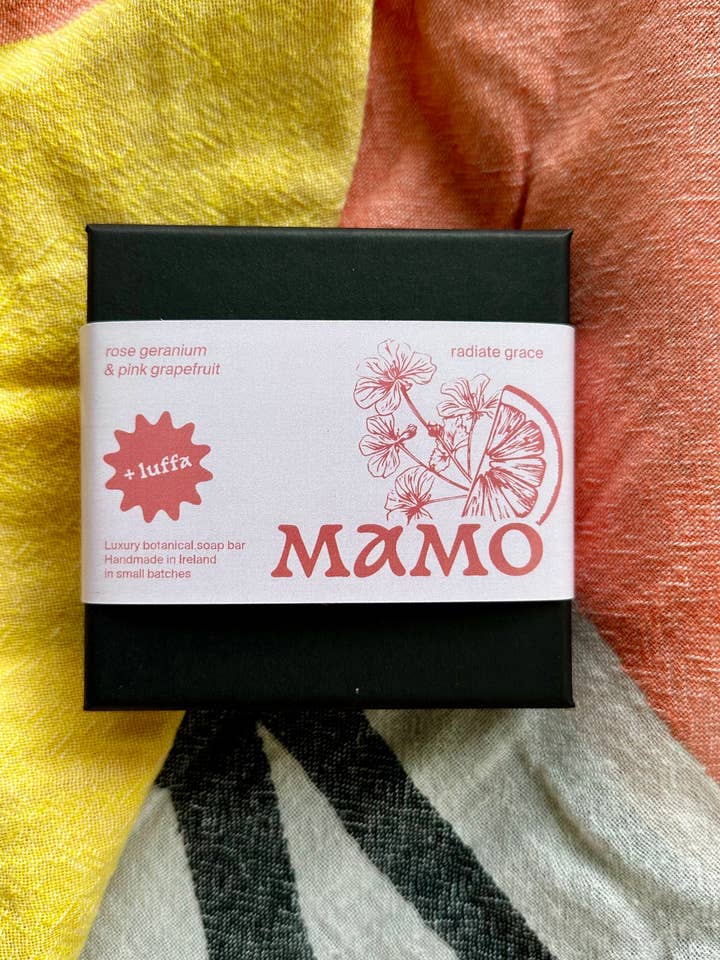 rose geranium
& pink grapefruit
radiate grace
+ luffa
Luxury botanical soap bar
Handmade in Ireland
in small batches
MaMO